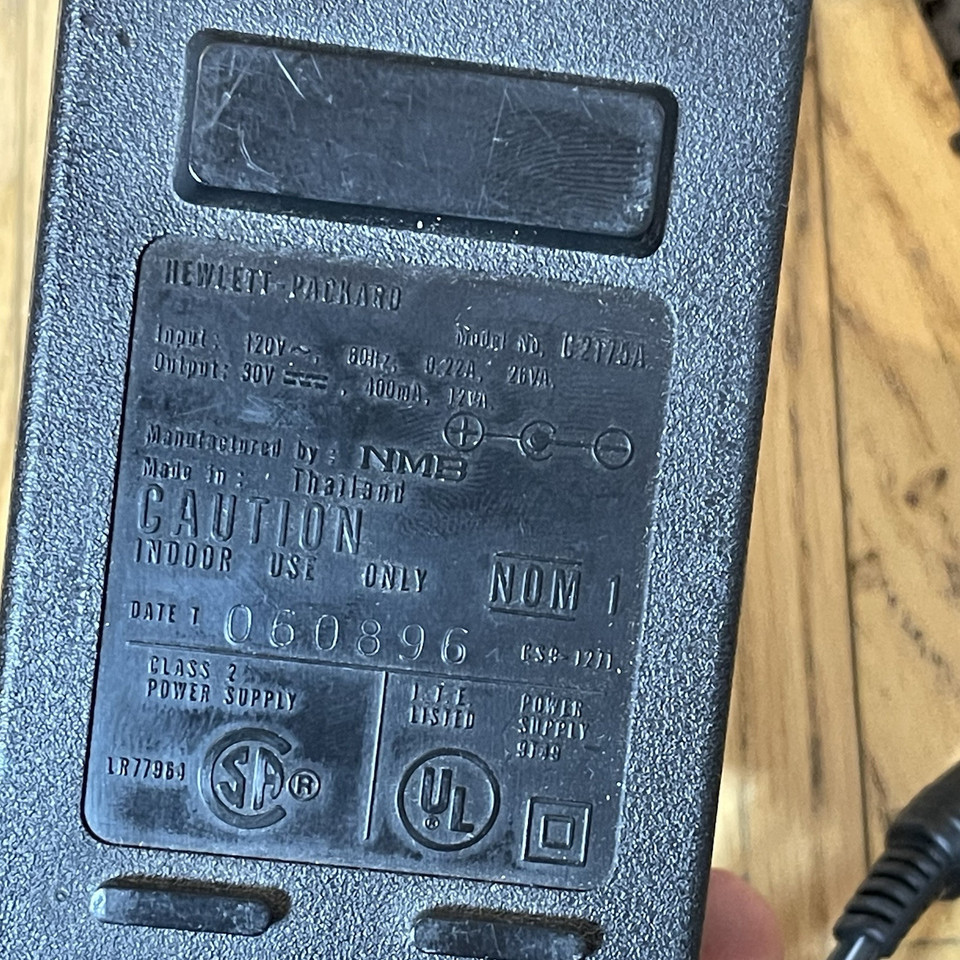 HEWLETT-PACKARD
Model No. C2175A
Input: 120V~, 60Hz, 0.22A, 26VA.
Output: 30V ⎓, 400mA, 12VA.
Manufactured by: NMB
Made in: Thailand
CAUTION
INDOOR USE ONLY
NOM 1
DATE T 060896
CLASS 2
POWER SUPPLY
LR77964
SA ®
I.T.E.
LISTED
UL ®
POWER
SUPPLY
9J49